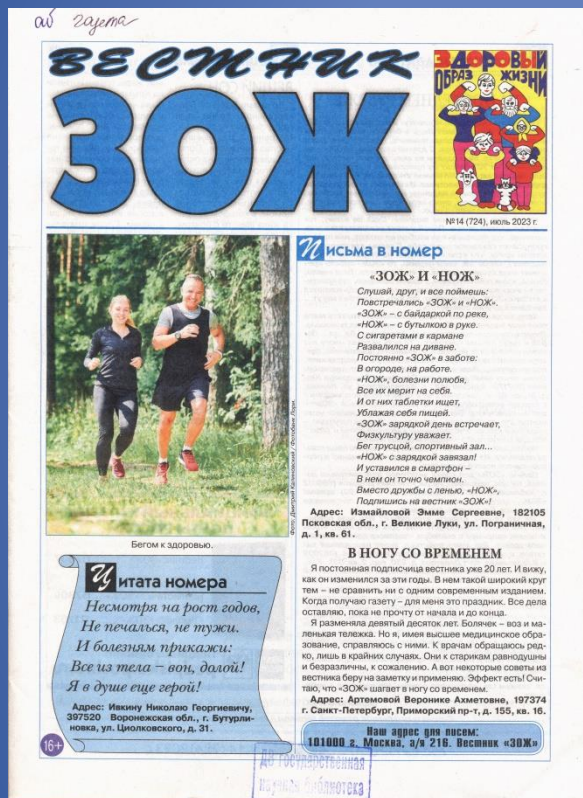 аб газета
ВЕСТНИК
ЗОЖ
ЗДОРОВЫЙ
ОБРАЗ ЖИЗНИ
№14 (724), июль 2023 г.
Письма в номер
«ЗОЖ» И «НОЖ»
Слушай, друг, и все поймешь:
Повстречались «ЗОЖ» и «НОЖ».
«ЗОЖ» – с байдаркой по реке,
«НОЖ» – с бутылкою в руке.
С сигаретами в кармане
Развалился на диване.
Постоянно «ЗОЖ» в заботе:
В огороде, на работе.
«НОЖ», болезни полюбя,
Все их мерит на себя.
И от них таблетки ищет,
Ублажая себя пищей.
«ЗОЖ» зарядкой день встречает,
Физкультуру уважает.
Бег трусцой, спортивный зал...
«НОЖ» с зарядкой завязал!
И уставился в смартфон –
В нем он точно чемпион.
Вместо дружбы с ленью, «НОЖ»,
Подпишись на вестник «ЗОЖ»!
Адрес: Измайловой Эмме Сергеевне, 182105
Псковская обл., г. Великие Луки, ул. Пограничная,
д. 1, кв. 61.
Фото: Дмитрий Калиновский / Фотобанк Лори.
Бегом к здоровью.
Цитата номера
Несмотря на рост годов,
Не печалься, не тужи.
И болезням прикажи:
Все из тела – вон, долой!
Я в душе еще герой!
Адрес: Ивкину Николаю Георгиевичу,
397520 Воронежская обл., г. Бутурли-
новка, ул. Циолковского, д. 31.
16+
В НОГУ СО ВРЕМЕНЕМ
Я постоянная подписчица вестника уже 20 лет. И вижу,
как он изменился за эти годы. В нем такой широкий круг
тем – не сравнить ни с одним современным изданием.
Когда получаю газету – для меня это праздник. Все дела
оставляю, пока не прочту от начала и до конца.
Я разменяла девятый десяток лет. Болячек – воз и ма-
ленькая тележка. Но я, имея высшее медицинское обра-
зование, справляюсь с ними. К врачам обращаюсь ред-
ко, лишь в крайних случаях. Они к старикам равнодушны
и безразличны, к сожалению. А вот некоторые советы из
вестника беру на заметку и применяю. Эффект есть! Счи-
таю, что «ЗОЖ» шагает в ногу со временем.
Адрес: Артемовой Веронике Ахметовне, 197374
г. Санкт-Петербург, Приморский пр-т, д. 155, кв. 16.
Наш адрес для писем:
101000 г. Москва, а/я 216. Вестник «ЗОЖ»
ДВ государственная
научная библиотека